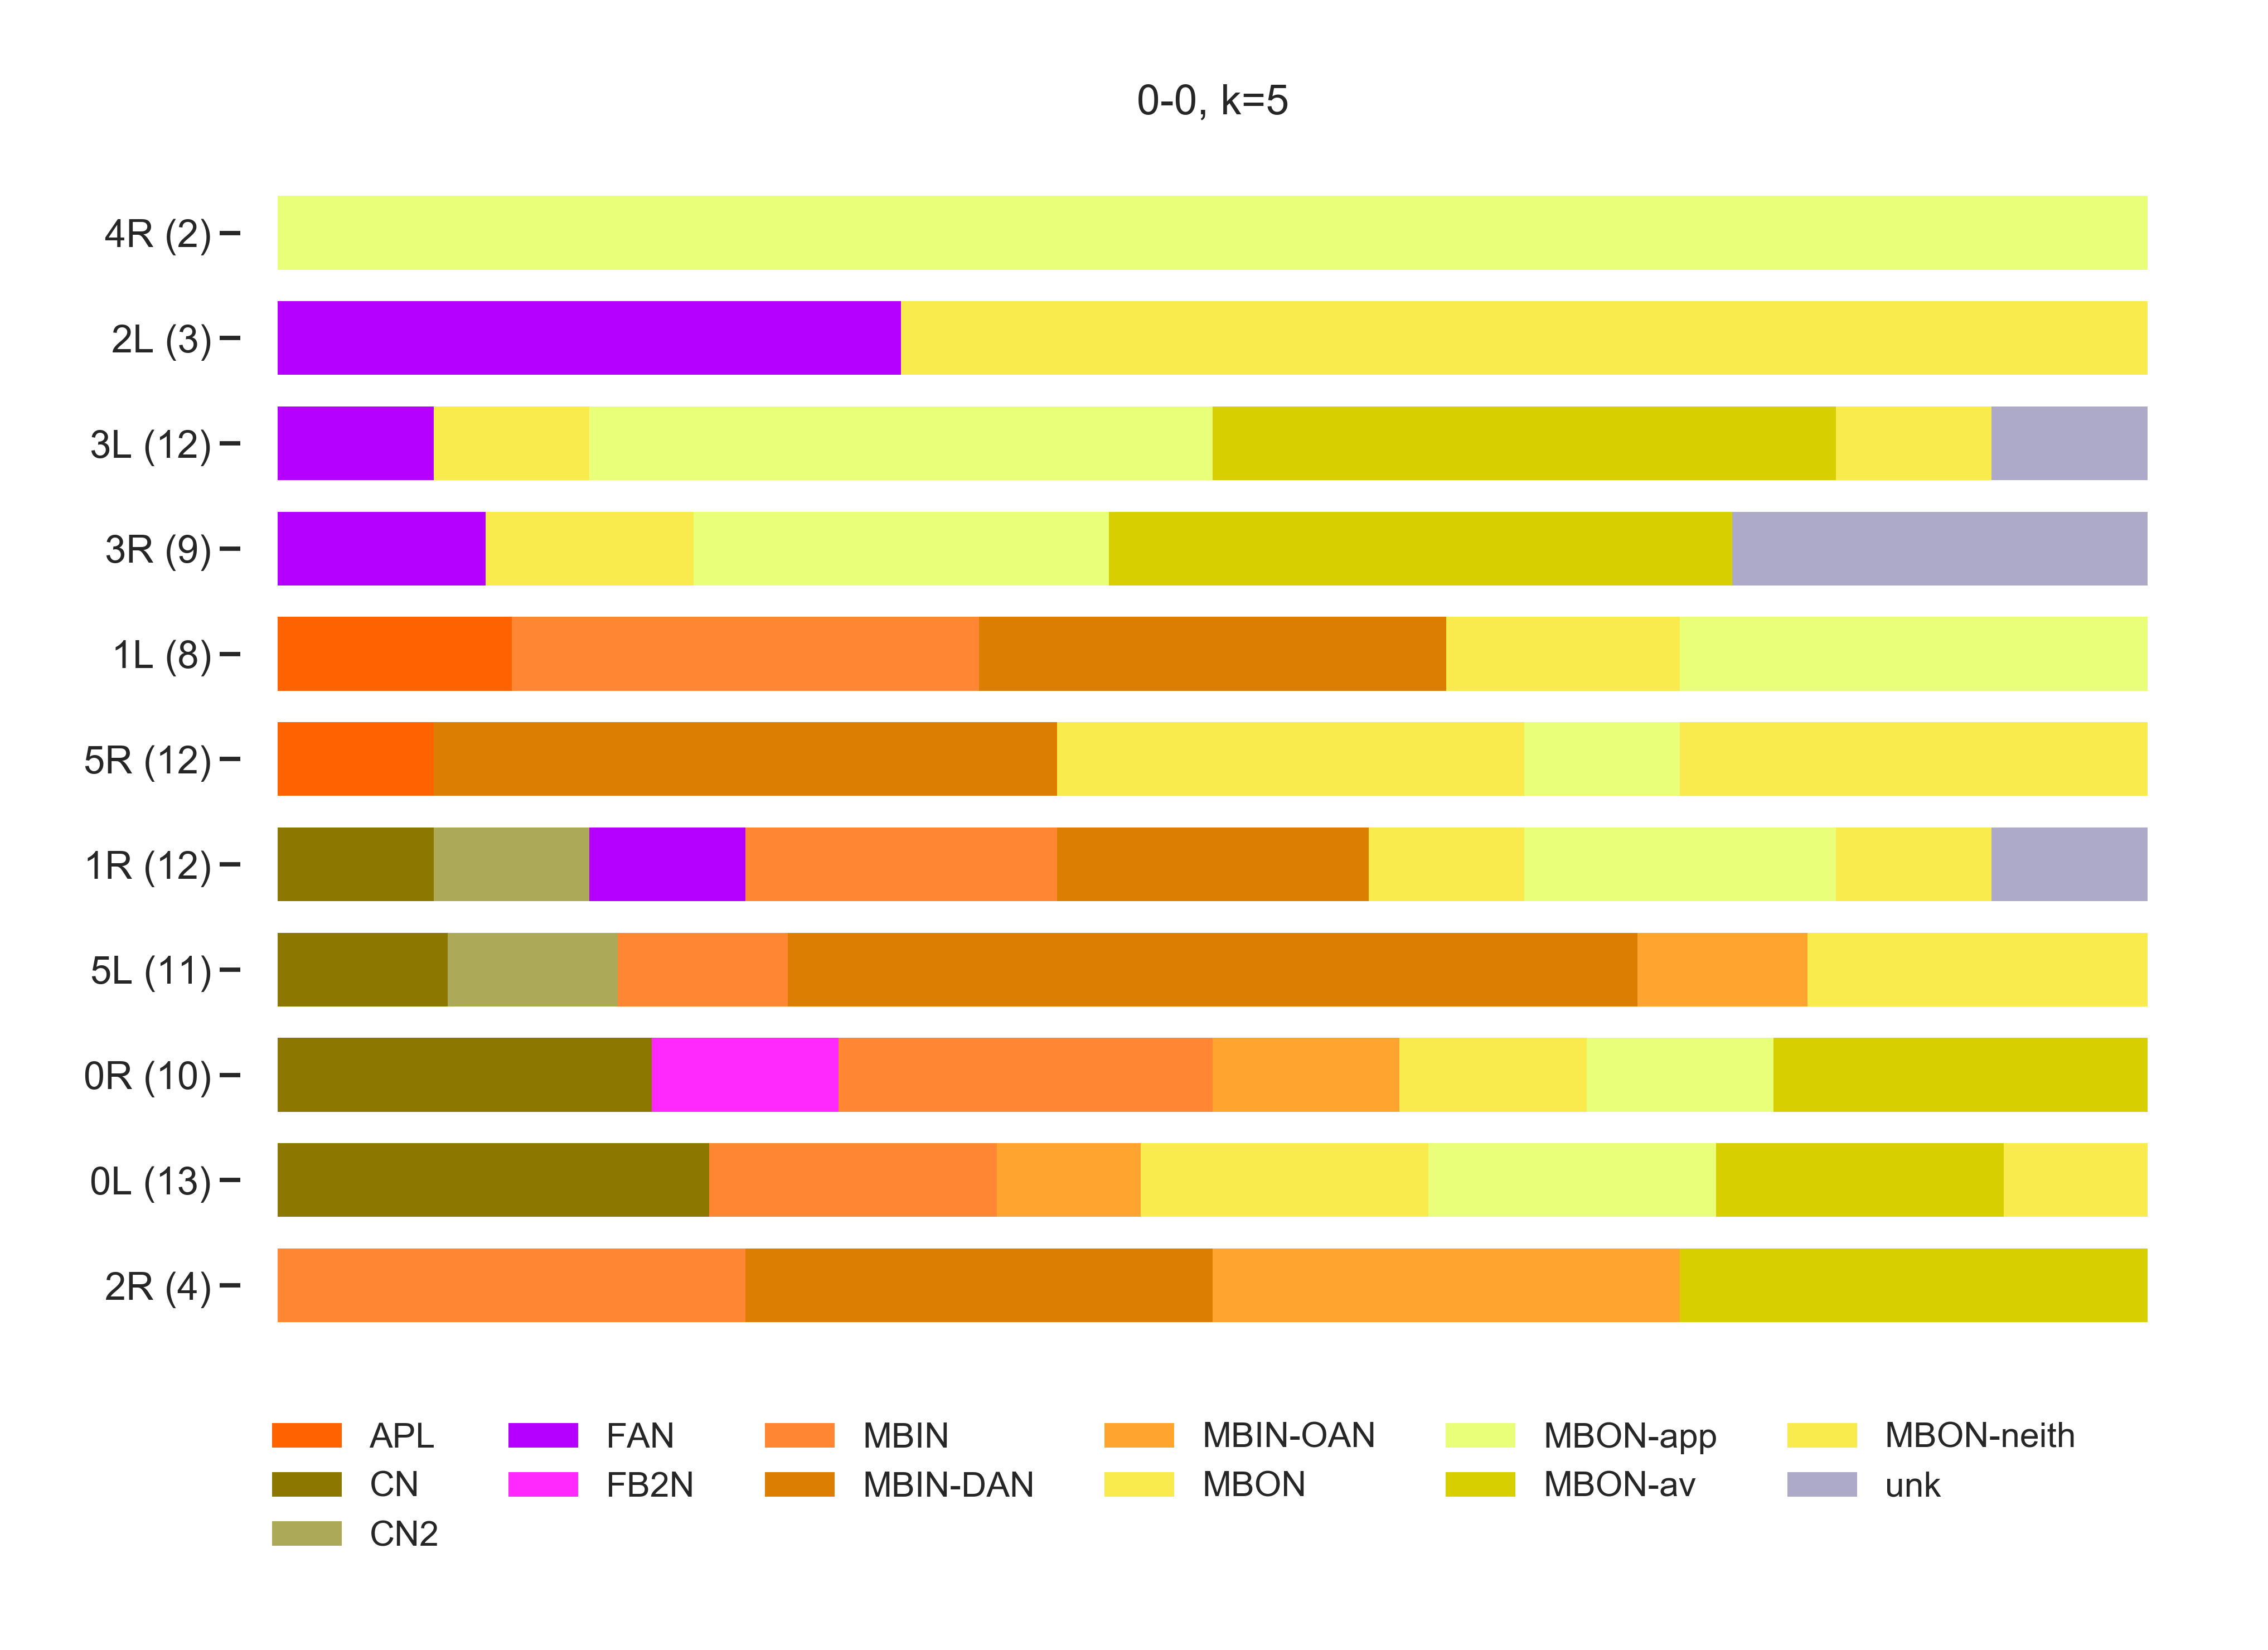 0-0, k=5
4R (2)
2L (3)
3L (12)
3R (9)
1L (8)
5R (12)
1R (12)
5L (11)
0R (10)
0L (13)
2R (4)
APL FAN MBIN MBIN-OAN MBON-app MBON-neith
CN FB2N MBIN-DAN MBON MBON-av unk
CN2